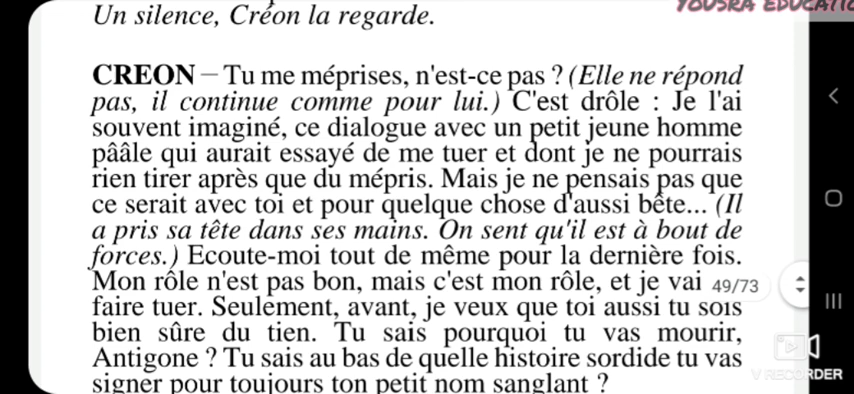 Un silence, Créon la regarde.
YOUSRA EDUCATIO
CREON – Tu me méprises, n'est-ce pas ? (Elle ne répond
pas, il continue comme pour lui.) C'est drôle : Je l'ai
souvent imaginé, ce dialogue avec un petit jeune homme
pââle qui aurait essayé de me tuer et dont je ne pourrais
rien tirer après que du mépris. Mais je ne pensais pas que
ce serait avec toi et pour quelque chose d'aussi bête... (Il
a pris sa tête dans ses mains. On sent qu'il est à bout de
forces.) Ecoute-moi tout de même pour la dernière fois.
Mon rôle n'est pas bon, mais c'est mon rôle, et je vai
49/73
faire tuer. Seulement, avant, je veux que toi aussi tu sois
bien sûre du tien. Tu sais pourquoi tu vas mourir,
Antigone ? Tu sais au bas de quelle histoire sordide tu vas
signer pour toujours ton petit nom sanglant ?
V RECORDER